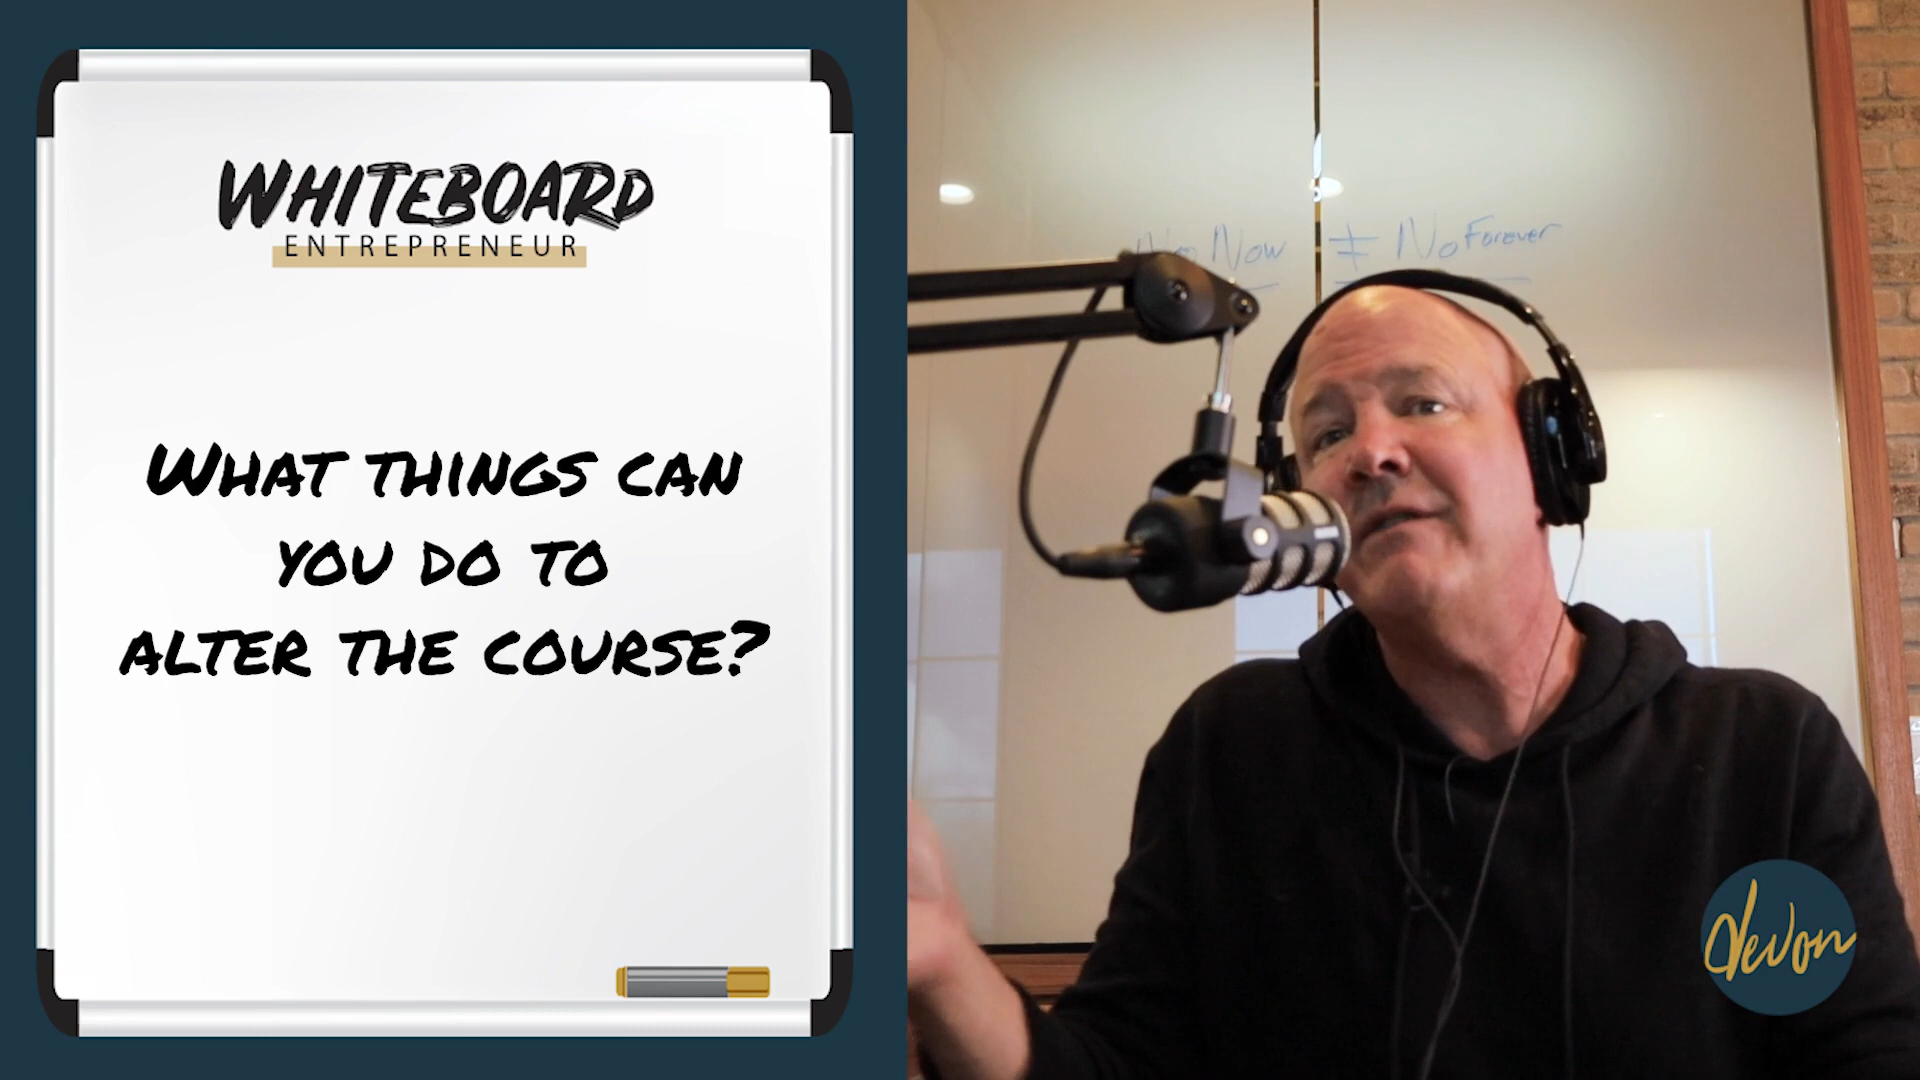 WHITEBOARD
ENTREPRENEUR
WHAT THINGS CAN
YOU DO TO
ALTER THE COURSE?
Now ≠ No Forever
Devon